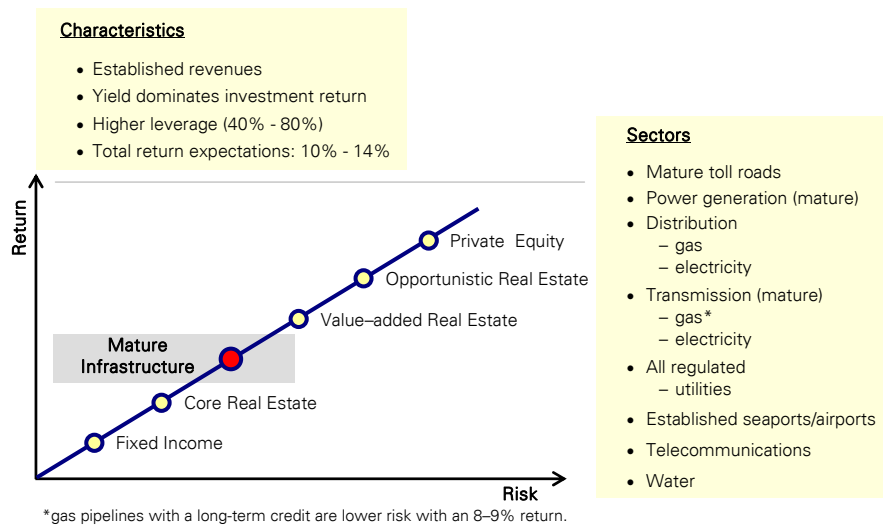 Characteristics
• Established revenues
• Yield dominates investment return
• Higher leverage (40% - 80%)
• Total return expectations: 10% - 14%
Return
Private Equity
Opportunistic Real Estate
Value–added Real Estate
Mature
Infrastructure
Core Real Estate
Fixed Income
Risk
*gas pipelines with a long-term credit are lower risk with an 8–9% return.
Sectors
• Mature toll roads
• Power generation (mature)
• Distribution
– gas
– electricity
• Transmission (mature)
– gas*
– electricity
• All regulated
– utilities
• Established seaports/airports
• Telecommunications
• Water